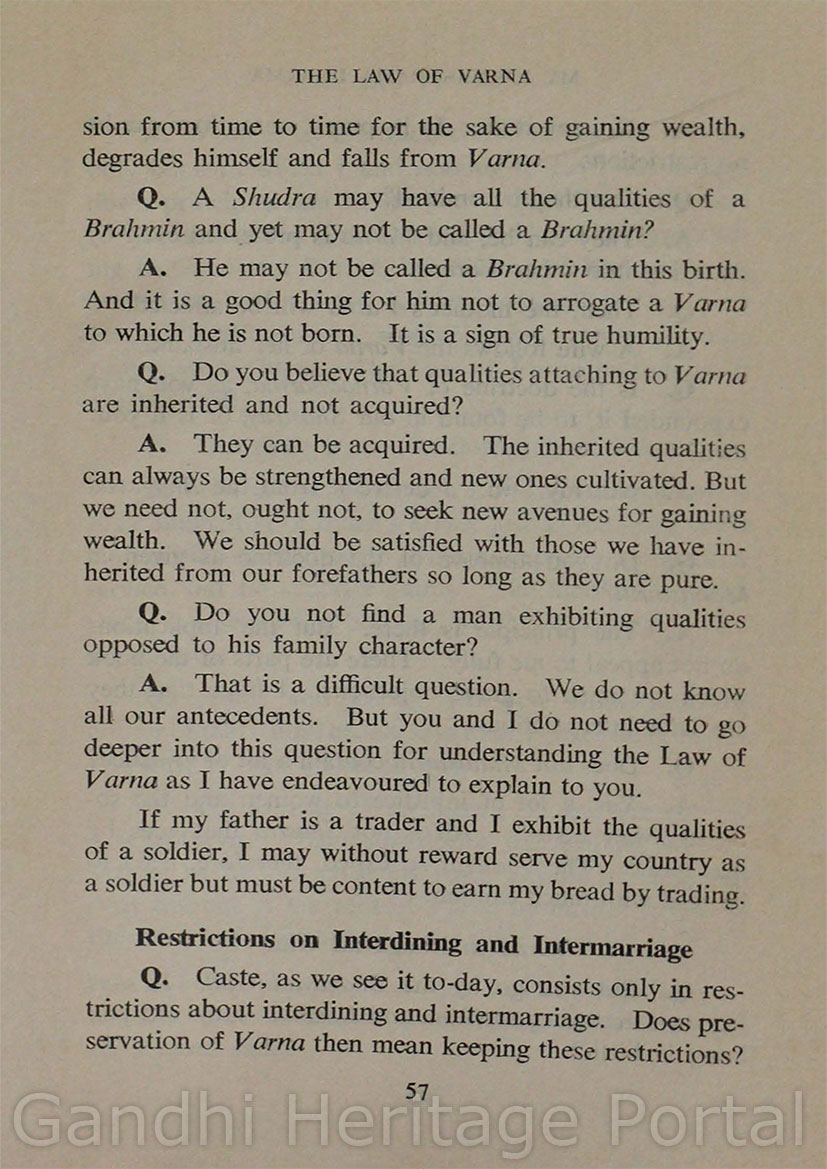 THE LAW OF VARNA
sion from time to time for the sake of gaining wealth,
degrades himself and falls from Varna.
Q. A Shudra may have all the qualities of a
Brahmin and yet may not be called a Brahmin?
A. He may not be called a Brahmin in this birth.
And it is a good thing for him not to arrogate a Varna
to which he is not born. It is a sign of true humility.
Q. Do you believe that qualities attaching to Varna
are inherited and not acquired?
A. They can be acquired. The inherited qualities
can always be strengthened and new ones cultivated. But
we need not, ought not, to seek new avenues for gaining
wealth. We should be satisfied with those we have in-
herited from our forefathers so long as they are pure.
Q. Do you not find a man exhibiting qualities
opposed to his family character?
A. That is a difficult question. We do not know
all our antecedents. But you and I do not need to go
deeper into this question for understanding the Law of
Varna as I have endeavoured to explain to you.
If my father is a trader and I exhibit the qualities
of a soldier, I may without reward serve my country as
a soldier but must be content to earn my bread by trading.
Restrictions on Interdining and Intermarriage
Q. Caste, as we see it to-day, consists only in res-
trictions about interdining and intermarriage. Does pre-
servation of Varna then mean keeping these restrictions?
57
Gandhi Heritage Portal